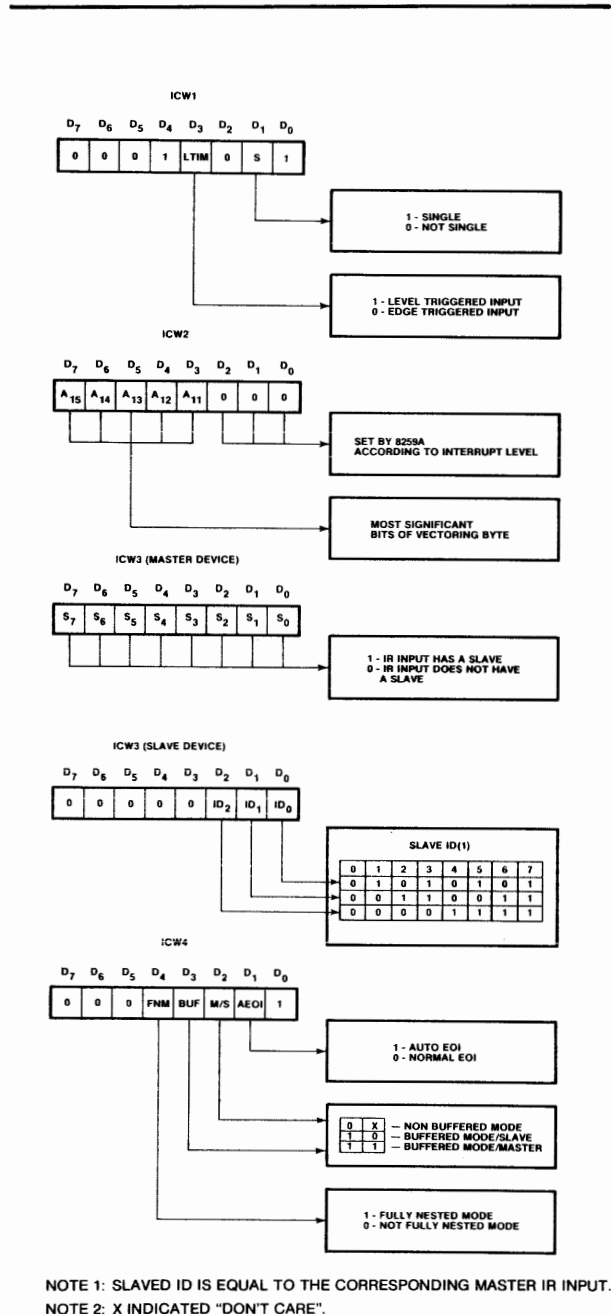 ICW1
D7 D6 D5 D4 D3 D2 D1 D0
0 0 0 1 LTIM 0 S 1
1 - SINGLE
0 - NOT SINGLE
1 - LEVEL TRIGGERED INPUT
0 - EDGE TRIGGERED INPUT
ICW2
D7 D6 D5 D4 D3 D2 D1 D0
A15 A14 A13 A12 A11 0 0 0
SET BY 8259A
ACCORDING TO INTERRUPT LEVEL
MOST SIGNIFICANT
BITS OF VECTORING BYTE
ICW3 (MASTER DEVICE)
D7 D6 D5 D4 D3 D2 D1 D0
S7 S6 S5 S4 S3 S2 S1 S0
1 - IR INPUT HAS A SLAVE
0 - IR INPUT DOES NOT HAVE
A SLAVE
ICW3 (SLAVE DEVICE)
D7 D6 D5 D4 D3 D2 D1 D0
0 0 0 0 0 ID2 ID1 ID0
SLAVE ID(1)
0 1 2 3 4 5 6 7
0 1 0 1 0 1 0 1
0 0 1 1 0 0 1 1
0 0 0 0 1 1 1 1
ICW4
D7 D6 D5 D4 D3 D2 D1 D0
0 0 0 FNM BUF M/S AEOI 1
1 - AUTO EOI
0 - NORMAL EOI
0 X — NON BUFFERED MODE
1 0 — BUFFERED MODE/SLAVE
1 1 — BUFFERED MODE/MASTER
1 - FULLY NESTED MODE
0 - NOT FULLY NESTED MODE
NOTE 1: SLAVED ID IS EQUAL TO THE CORRESPONDING MASTER IR INPUT.
NOTE 2: X INDICATED "DON'T CARE".